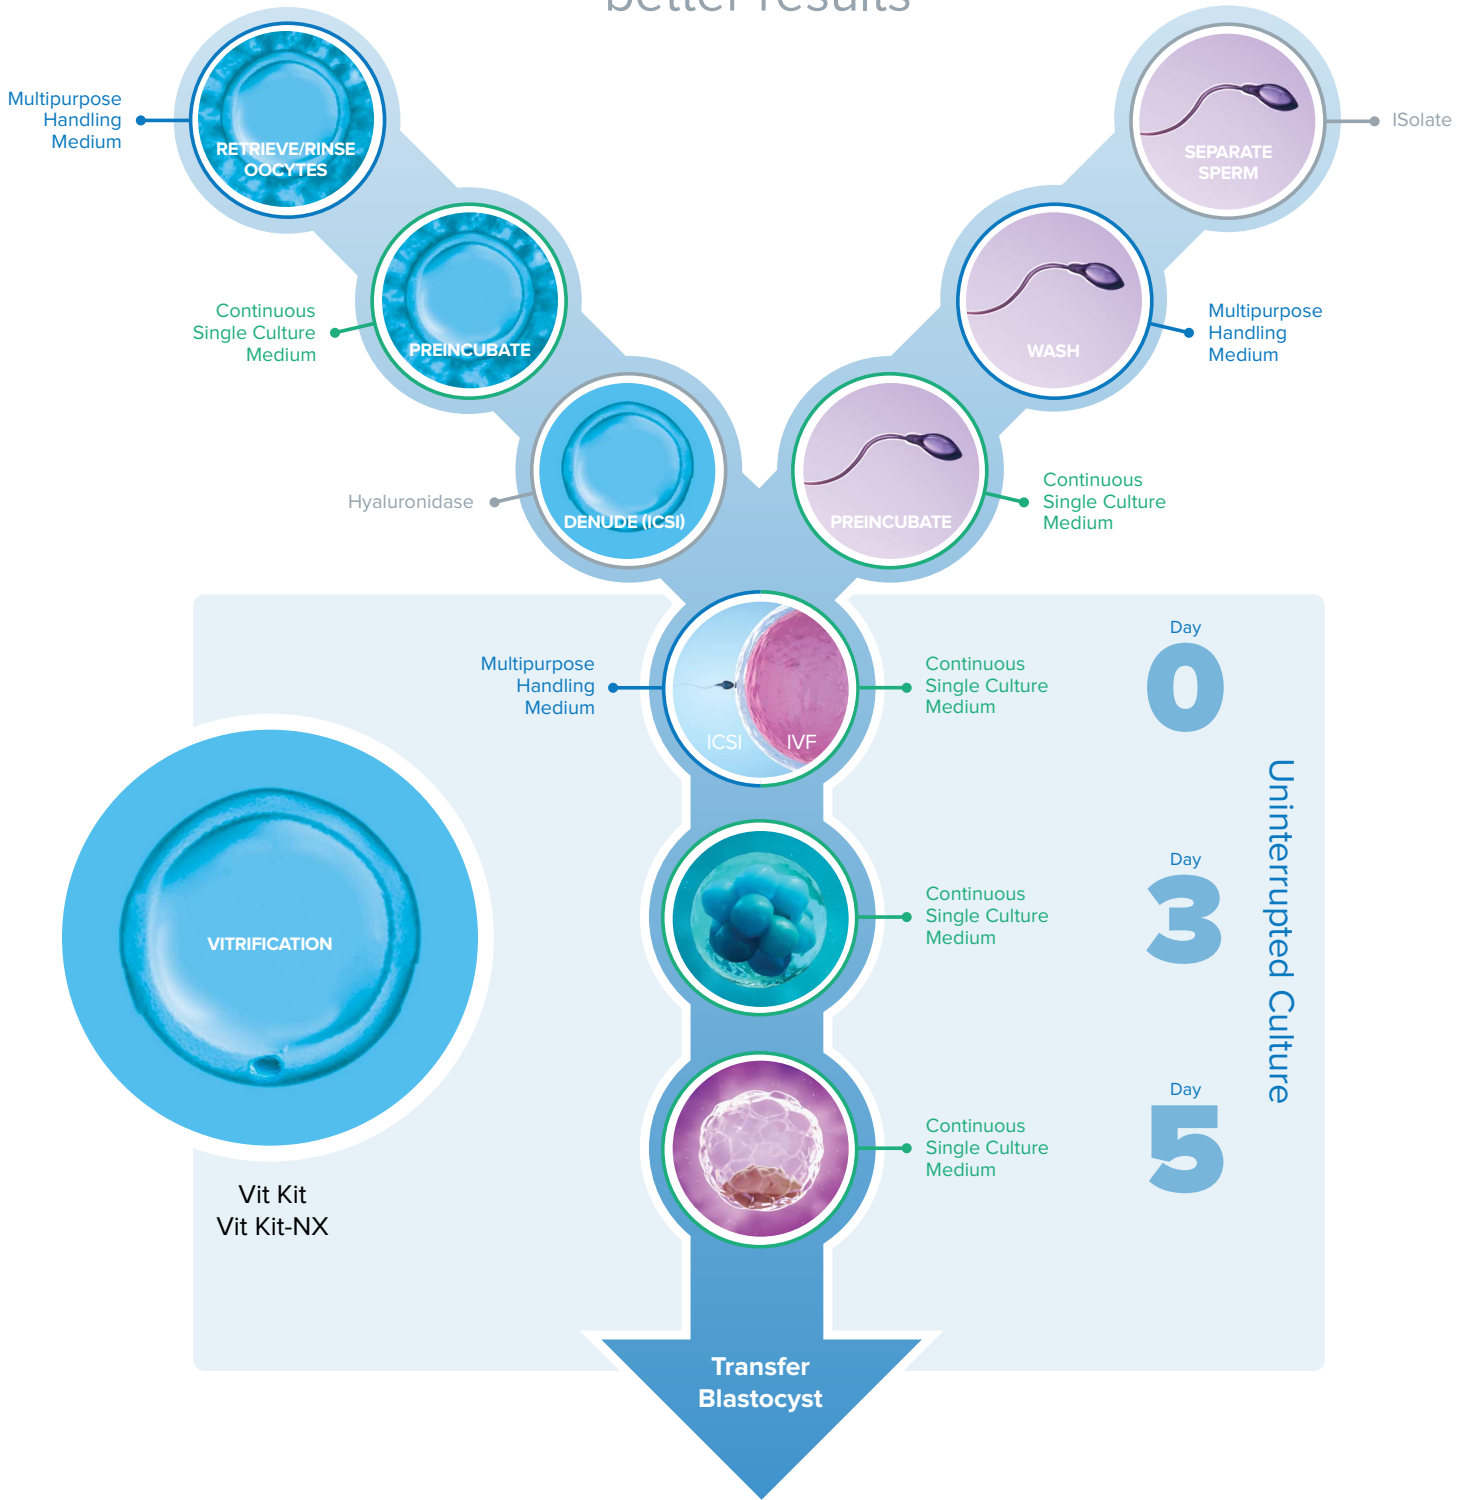 better results
Multipurpose
Handling
Medium
RETRIEVE/RINSE
OOCYTES
SEPARATE
SPERM
ISolate
Continuous
Single Culture
Medium
PREINCUBATE
WASH
Multipurpose
Handling
Medium
Hyaluronidase
DENUDE (ICSI)
PREINCUBATE
Continuous
Single Culture
Medium
Multipurpose
Handling
Medium
ICSI
IVF
Continuous
Single Culture
Medium
Day
0
Uninterrupted Culture
VITRIFICATION
Vit Kit
Vit Kit-NX
Continuous
Single Culture
Medium
Day
3
Continuous
Single Culture
Medium
Day
5
Transfer
Blastocyst